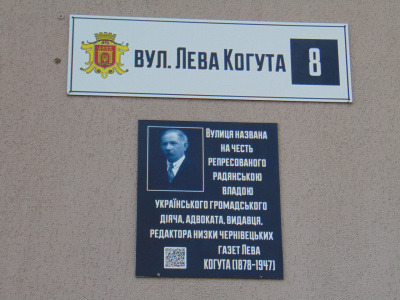 вул. Лева Когута 8
Вулиця названа
на честь
репресованого
радянською
владою
українського громадського
діяча, адвоката, видавця,
редактора низки чернівецьких
газет Лева
Когута (1878-1947)